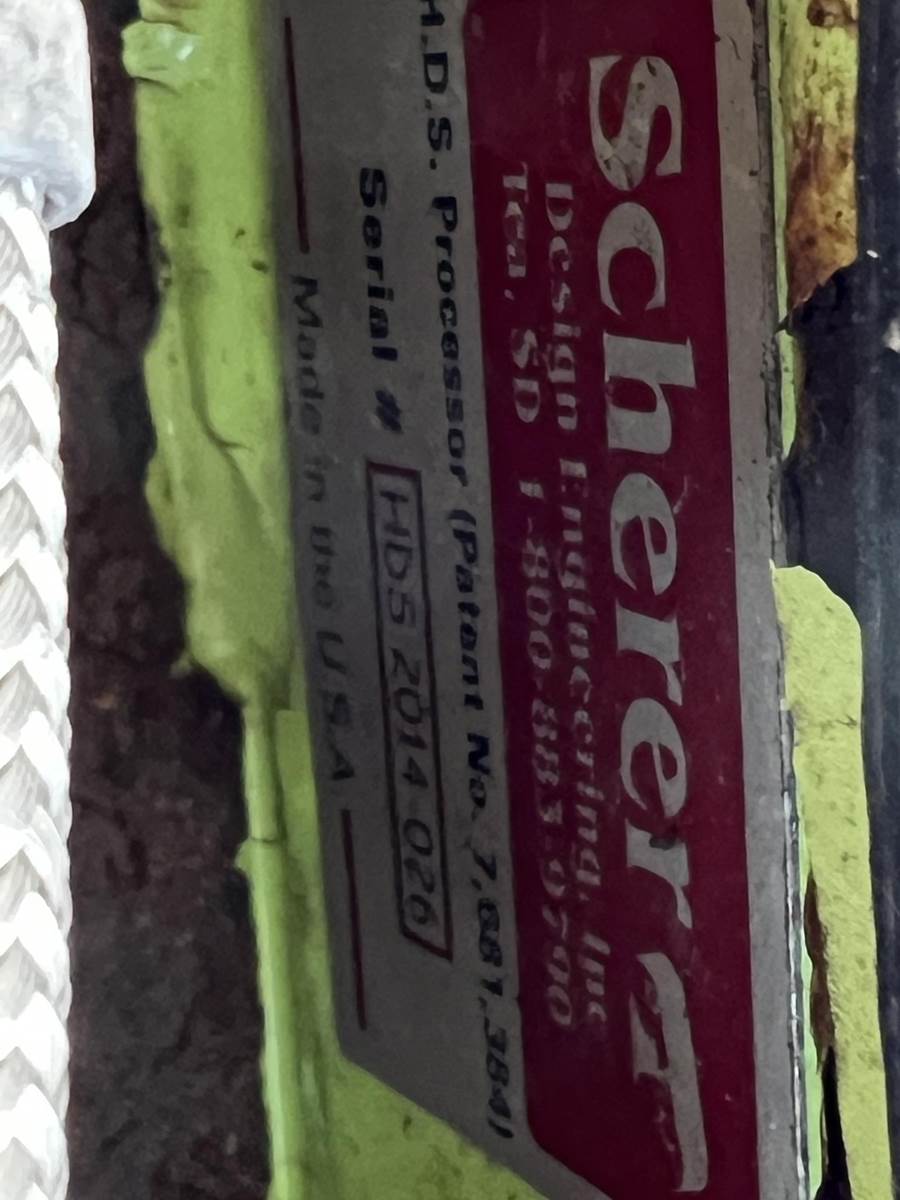 Scherer
Design Engineering, Inc
Tea, SD 1-800-883-9790
H.D.S. Processor (Patent No. 7,681,384)
Serial # HDS 2014-026
Made in the USA